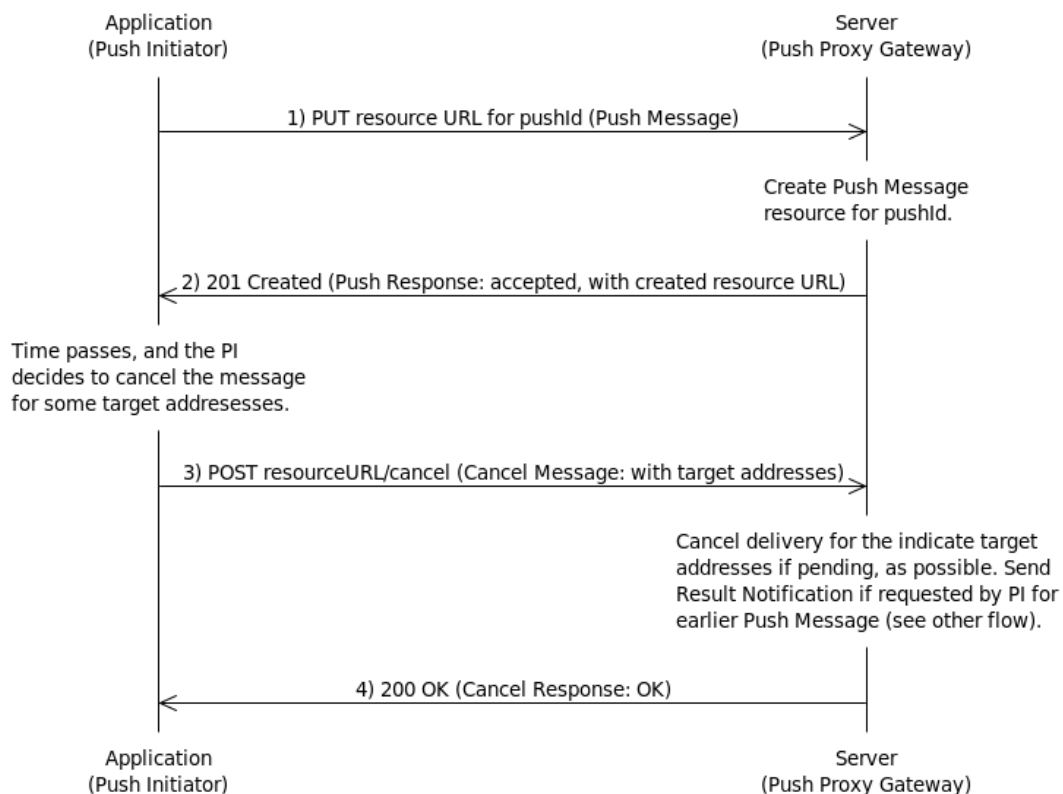 Application
(Push Initiator)
Server
(Push Proxy Gateway)
1) PUT resource URL for pushId (Push Message)
Create Push Message
resource for pushId.
2) 201 Created (Push Response: accepted, with created resource URL)
Time passes, and the PI
decides to cancel the message
for some target addresesses.
3) POST resourceURL/cancel (Cancel Message: with target addresses)
Cancel delivery for the indicate target
addresses if pending, as possible. Send
Result Notification if requested by PI for
earlier Push Message (see other flow).
4) 200 OK (Cancel Response: OK)
Application
(Push Initiator)
Server
(Push Proxy Gateway)